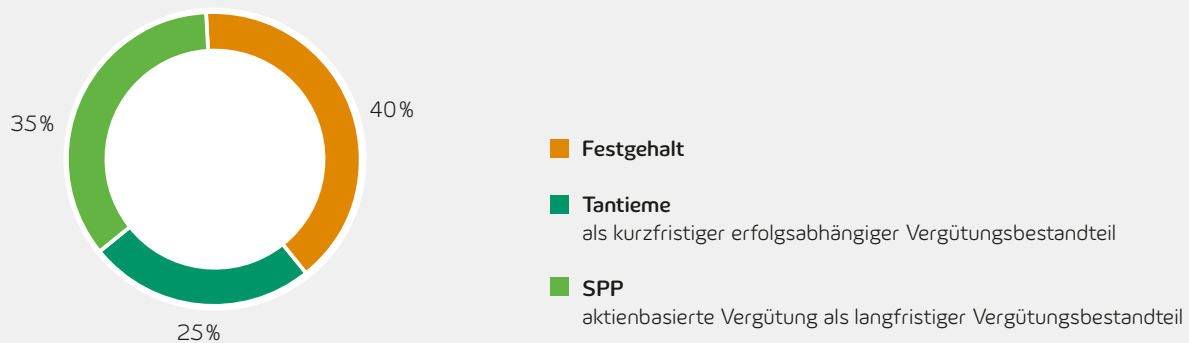 40 %
35 %
25 %
Festgehalt
Tantieme
als kurzfristiger erfolgsabhängiger Vergütungsbestandteil
SPP
aktienbasierte Vergütung als langfristiger Vergütungsbestandteil